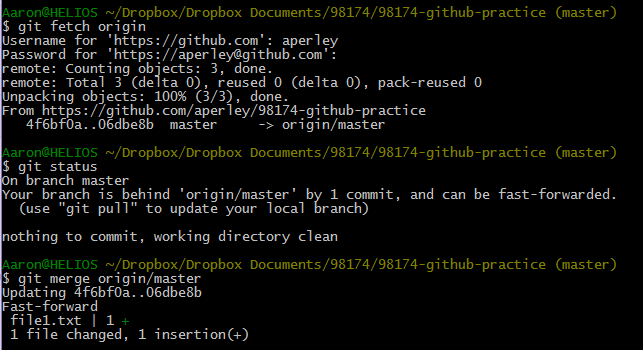 Aaron@HELIOS ~/Dropbox/Dropbox Documents/98174/98174-github-practice (master)
$ git fetch origin
Username for 'https://github.com': aperley
Password for 'https://aperley@github.com':
remote: Counting objects: 3, done.
remote: Total 3 (delta 0), reused 0 (delta 0), pack-reused 0
Unpacking objects: 100% (3/3), done.
From https://github.com/aperley/98174-github-practice
   4f6bf0a..06dbe8b  master     -> origin/master

Aaron@HELIOS ~/Dropbox/Dropbox Documents/98174/98174-github-practice (master)
$ git status
On branch master
Your branch is behind 'origin/master' by 1 commit, and can be fast-forwarded.
  (use "git pull" to update your local branch)

nothing to commit, working directory clean

Aaron@HELIOS ~/Dropbox/Dropbox Documents/98174/98174-github-practice (master)
$ git merge origin/master
Updating 4f6bf0a..06dbe8b
Fast-forward
 file1.txt | 1 +
 1 file changed, 1 insertion(+)